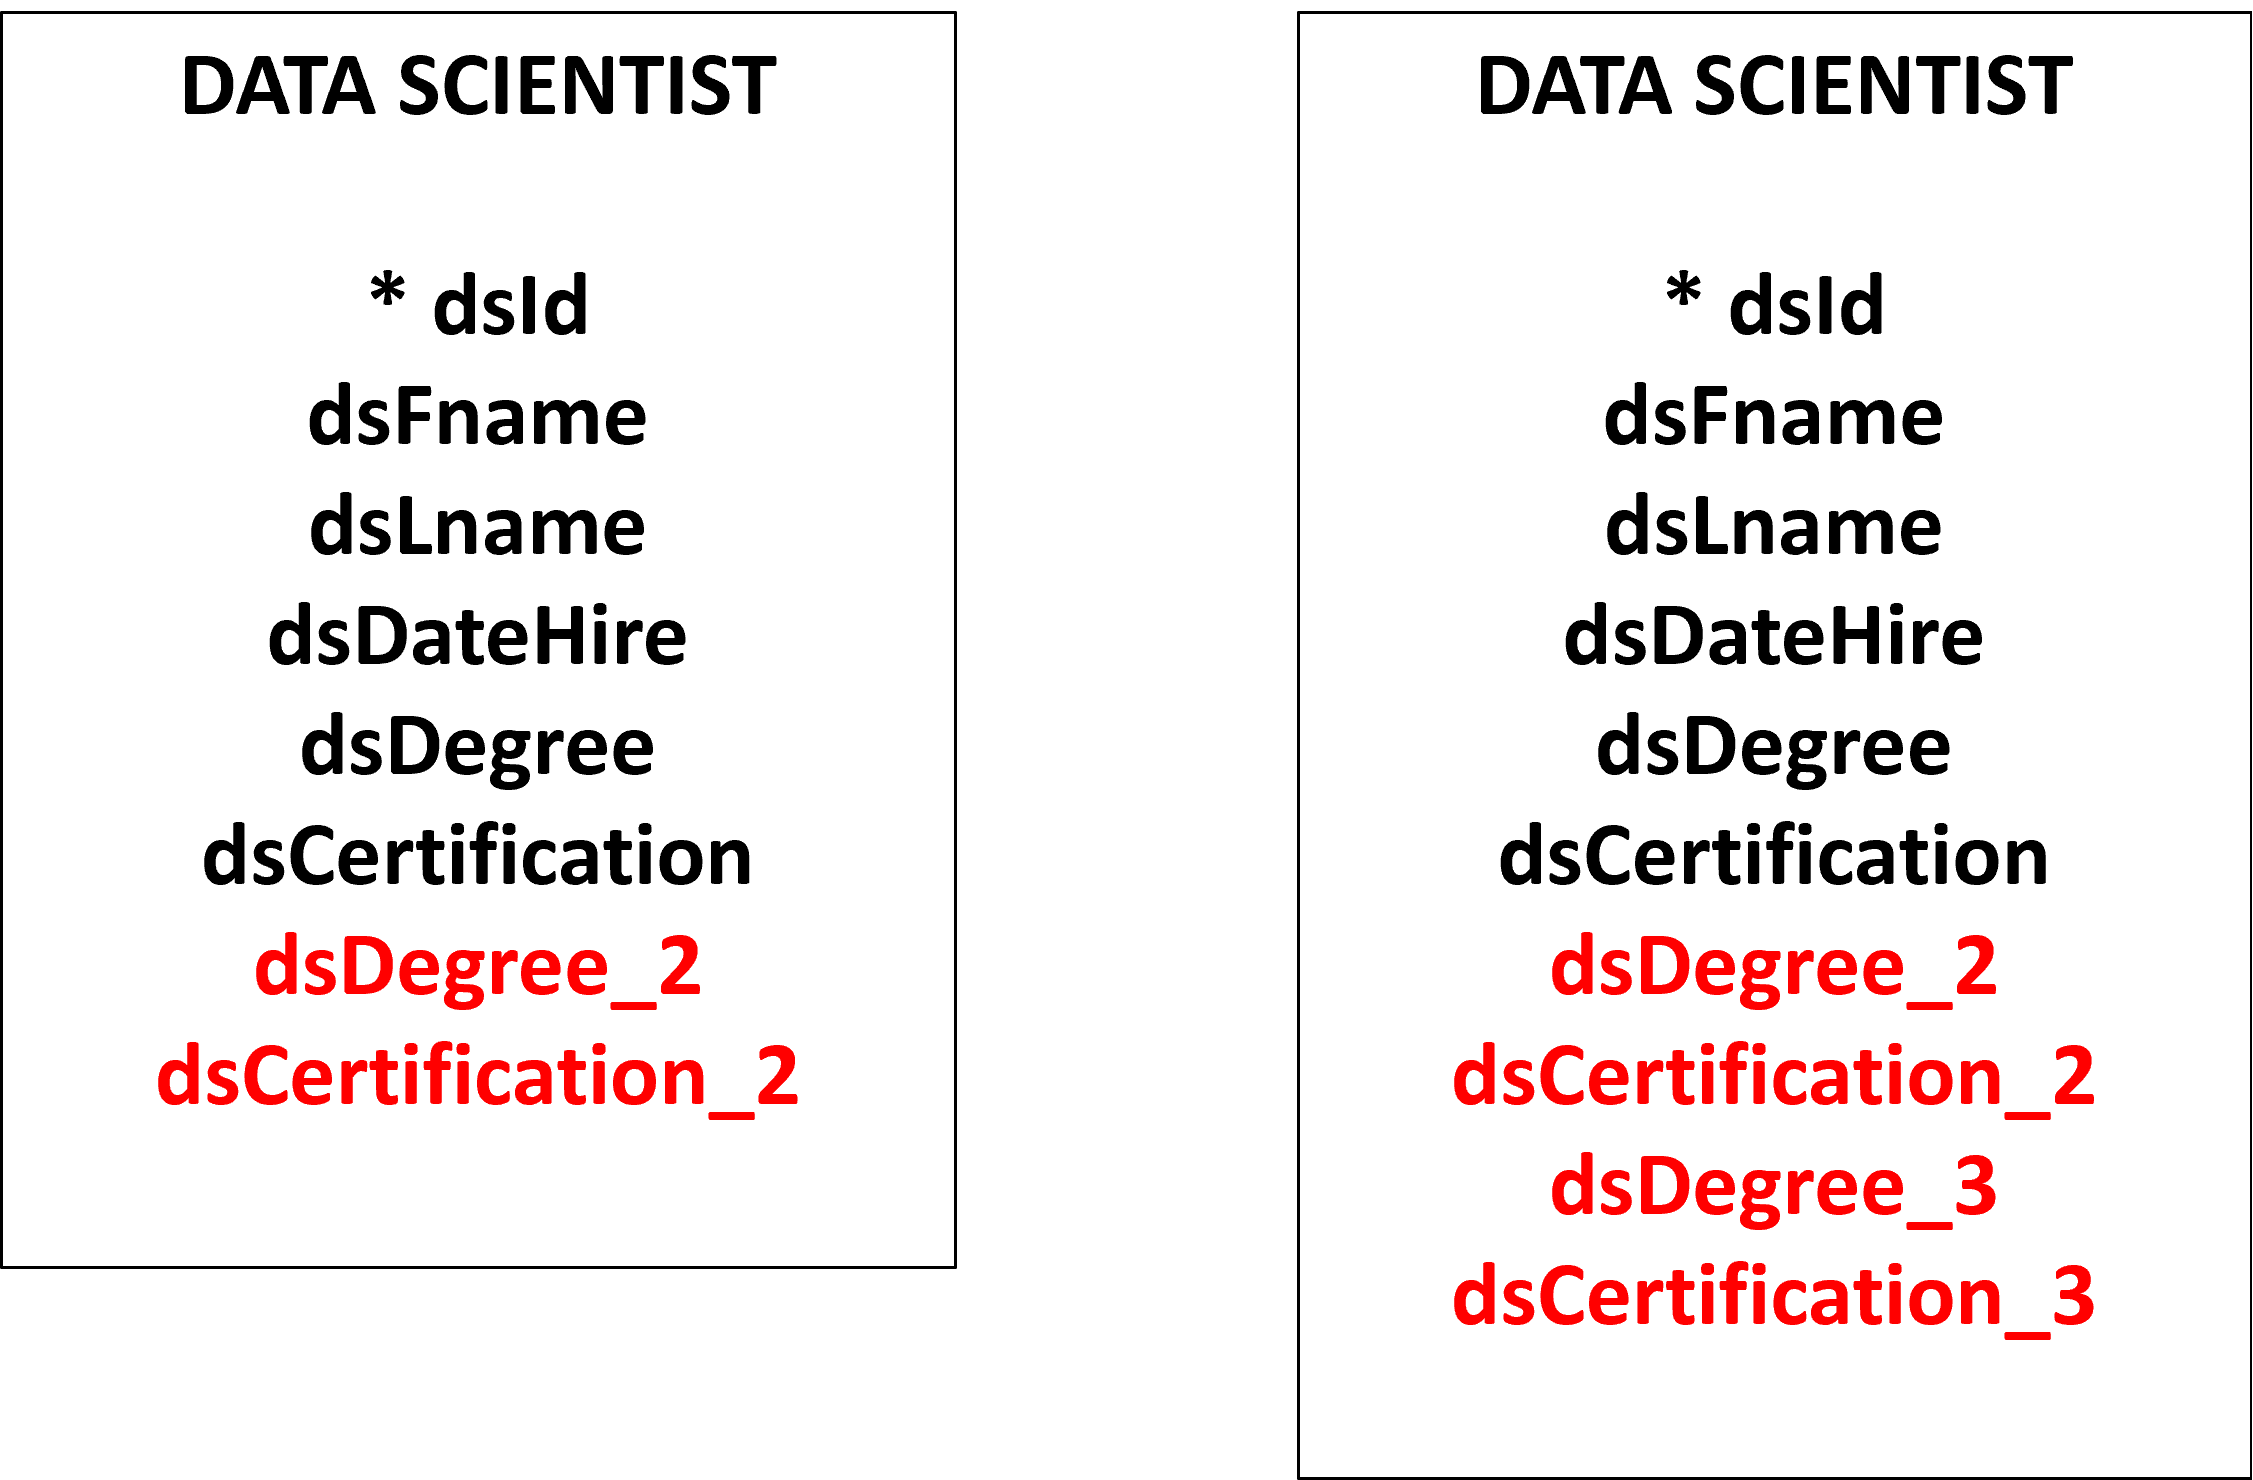 DATA SCIENTIST
* dsId
dsFname
dsLname
dsDateHire
dsDegree
dsCertification
dsDegree_2
dsCertification_2
DATA SCIENTIST
* dsId
dsFname
dsLname
dsDateHire
dsDegree
dsCertification
dsDegree_2
dsCertification_2
dsDegree_3
dsCertification_3